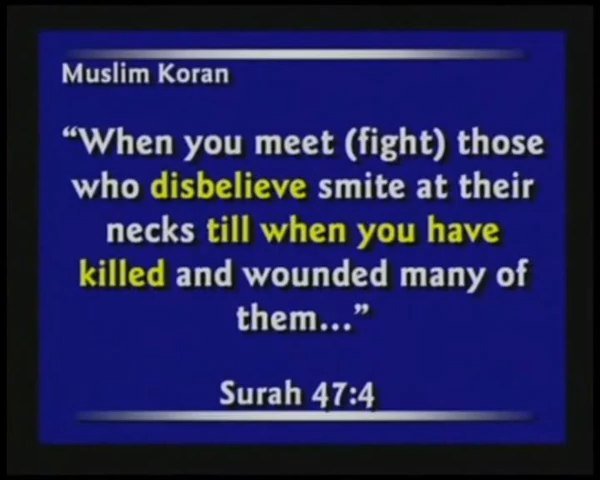 Muslim Koran
“When you meet (fight) those
who disbelieve smite at their
necks till when you have
killed and wounded many of
them...”
Surah 47:4